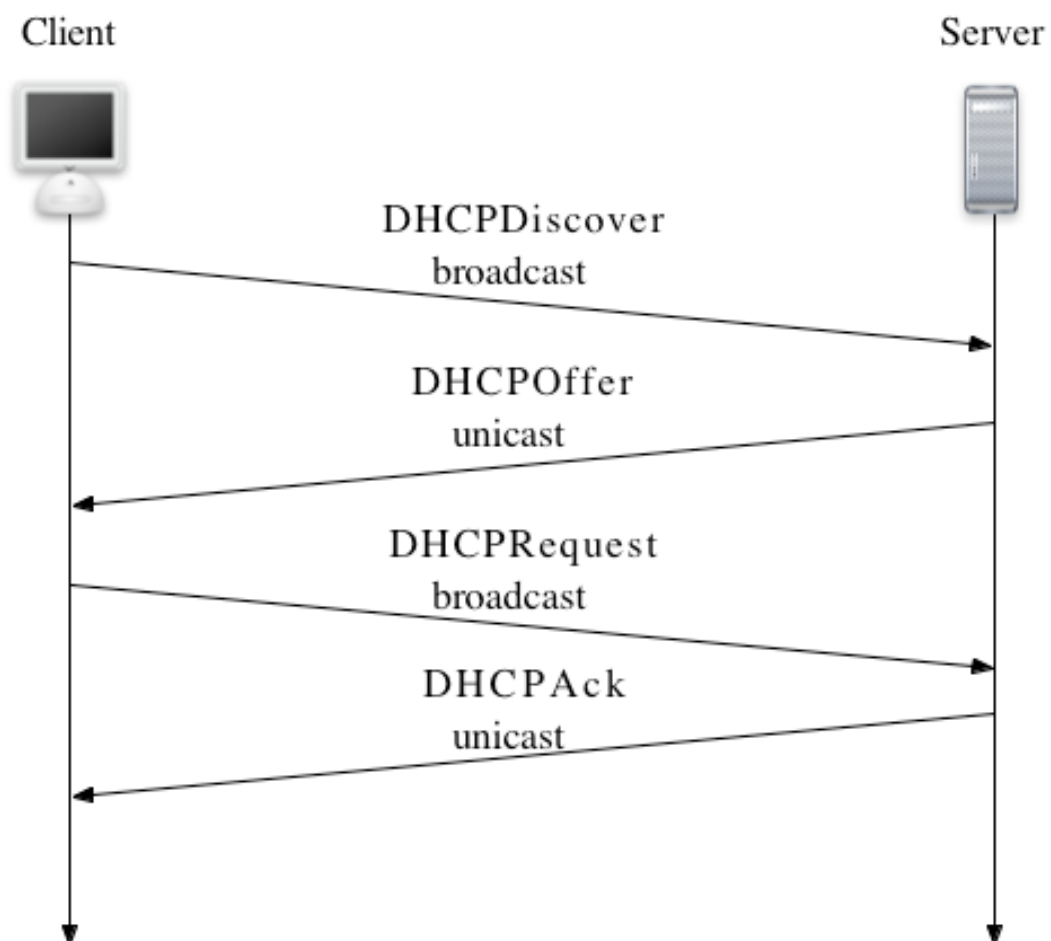 Client
Server
DHCPDiscover
broadcast
DHCPOffer
unicast
DHCPRequest
broadcast
DHCPAck
unicast